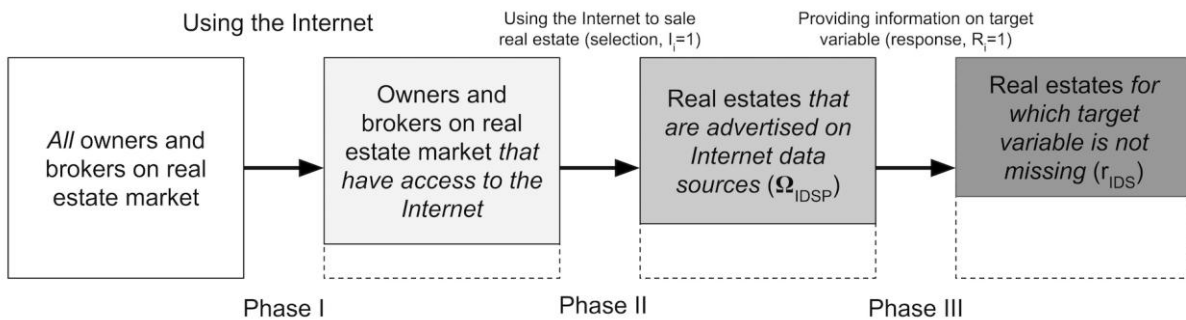 Using the Internet
Using the Internet to sale
real estate (selection, Iᵢ=1)
Providing information on target
variable (response, Rᵢ=1)
All owners and
brokers on real
estate market
Owners and
brokers on real
estate market that
have access to the
Internet
Real estates that
are advertised on
Internet data
sources (Ω_IDSP)
Real estates for
which target
variable is not
missing (r_IDS)
Phase I
Phase II
Phase III